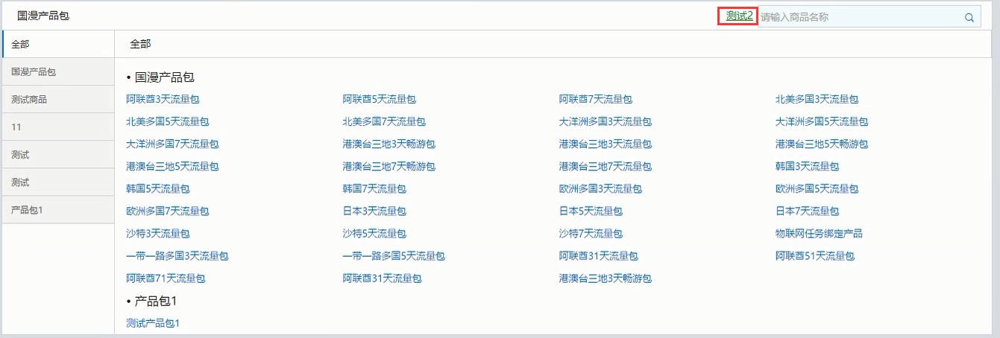 国漫产品包 测试2 请输入商品名称
全部 全部
国漫产品包
测试商品
11
测试
测试
产品包1
• 国漫产品包
阿联酋3天流量包 阿联酋5天流量包 阿联酋7天流量包 北美多国3天流量包
北美多国5天流量包 北美多国7天流量包 大洋洲多国3天流量包 大洋洲多国5天流量包
大洋洲多国7天流量包 港澳台三地3天畅游包 港澳台三地3天流量包 港澳台三地5天畅游包
港澳台三地5天流量包 港澳台三地7天畅游包 港澳台三地7天流量包 韩国3天流量包
韩国5天流量包 韩国7天流量包 欧洲多国3天流量包 欧洲多国5天流量包
欧洲多国7天流量包 日本3天流量包 日本5天流量包 日本7天流量包
沙特3天流量包 沙特5天流量包 沙特7天流量包 物联网任务绑定产品
一带一路多国3天流量包 一带一路多国5天流量包 阿联酋31天流量包 阿联酋51天流量包
阿联酋71天流量包 阿联酋31天流量包 港澳台三地3天畅游包
• 产品包1
测试产品包1